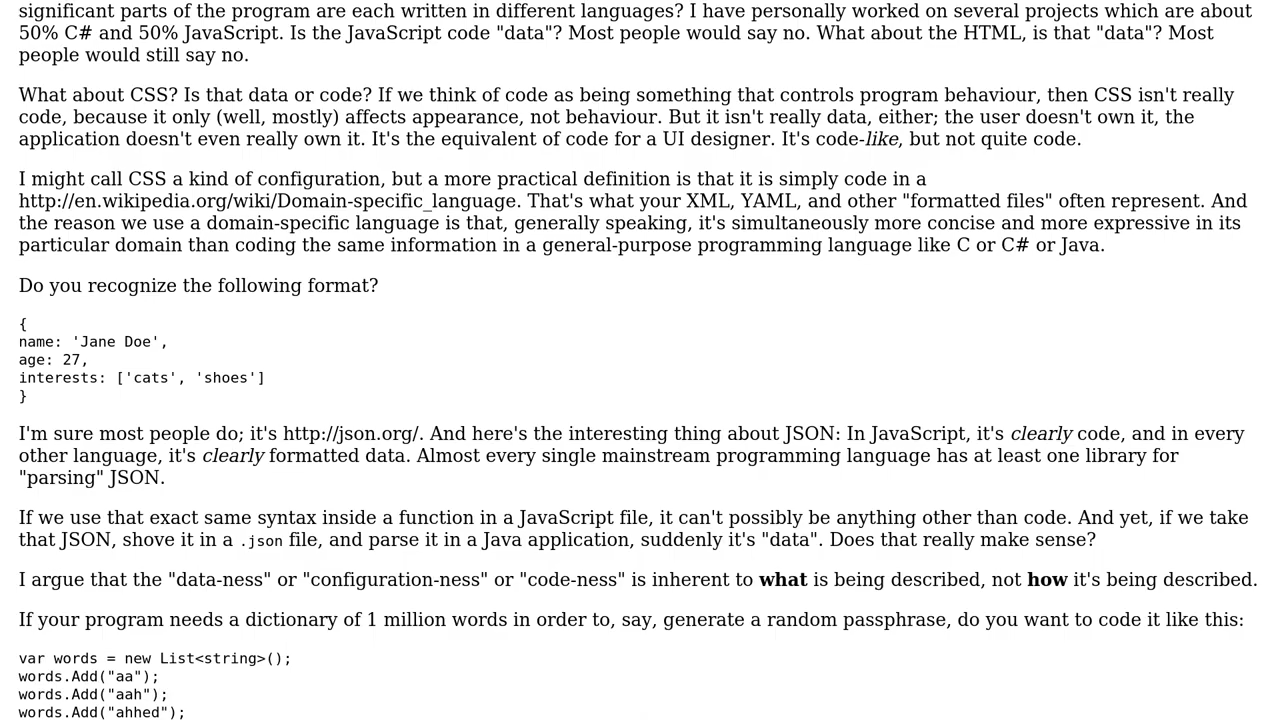 significant parts of the program are each written in different languages? I have personally worked on several projects which are about
50% C# and 50% JavaScript. Is the JavaScript code "data"? Most people would say no. What about the HTML, is that "data"? Most
people would still say no.
What about CSS? Is that data or code? If we think of code as being something that controls program behaviour, then CSS isn't really
code, because it only (well, mostly) affects appearance, not behaviour. But it isn't really data, either; the user doesn't own it, the
application doesn't even really own it. It's the equivalent of code for a UI designer. It's code-like, but not quite code.
I might call CSS a kind of configuration, but a more practical definition is that it is simply code in a
http://en.wikipedia.org/wiki/Domain-specific_language. That's what your XML, YAML, and other "formatted files" often represent. And
the reason we use a domain-specific language is that, generally speaking, it's simultaneously more concise and more expressive in its
particular domain than coding the same information in a general-purpose programming language like C or C# or Java.
Do you recognize the following format?
{
name: 'Jane Doe',
age: 27,
interests: ['cats', 'shoes']
}
I'm sure most people do; it's http://json.org/. And here's the interesting thing about JSON: In JavaScript, it's clearly code, and in every
other language, it's clearly formatted data. Almost every single mainstream programming language has at least one library for
"parsing" JSON.
If we use that exact same syntax inside a function in a JavaScript file, it can't possibly be anything other than code. And yet, if we take
that JSON, shove it in a .json file, and parse it in a Java application, suddenly it's "data". Does that really make sense?
I argue that the "data-ness" or "configuration-ness" or "code-ness" is inherent to what is being described, not how it's being described.
If your program needs a dictionary of 1 million words in order to, say, generate a random passphrase, do you want to code it like this:
var words = new List<string>();
words.Add("aa");
words.Add("aah");
words.Add("ahhed");